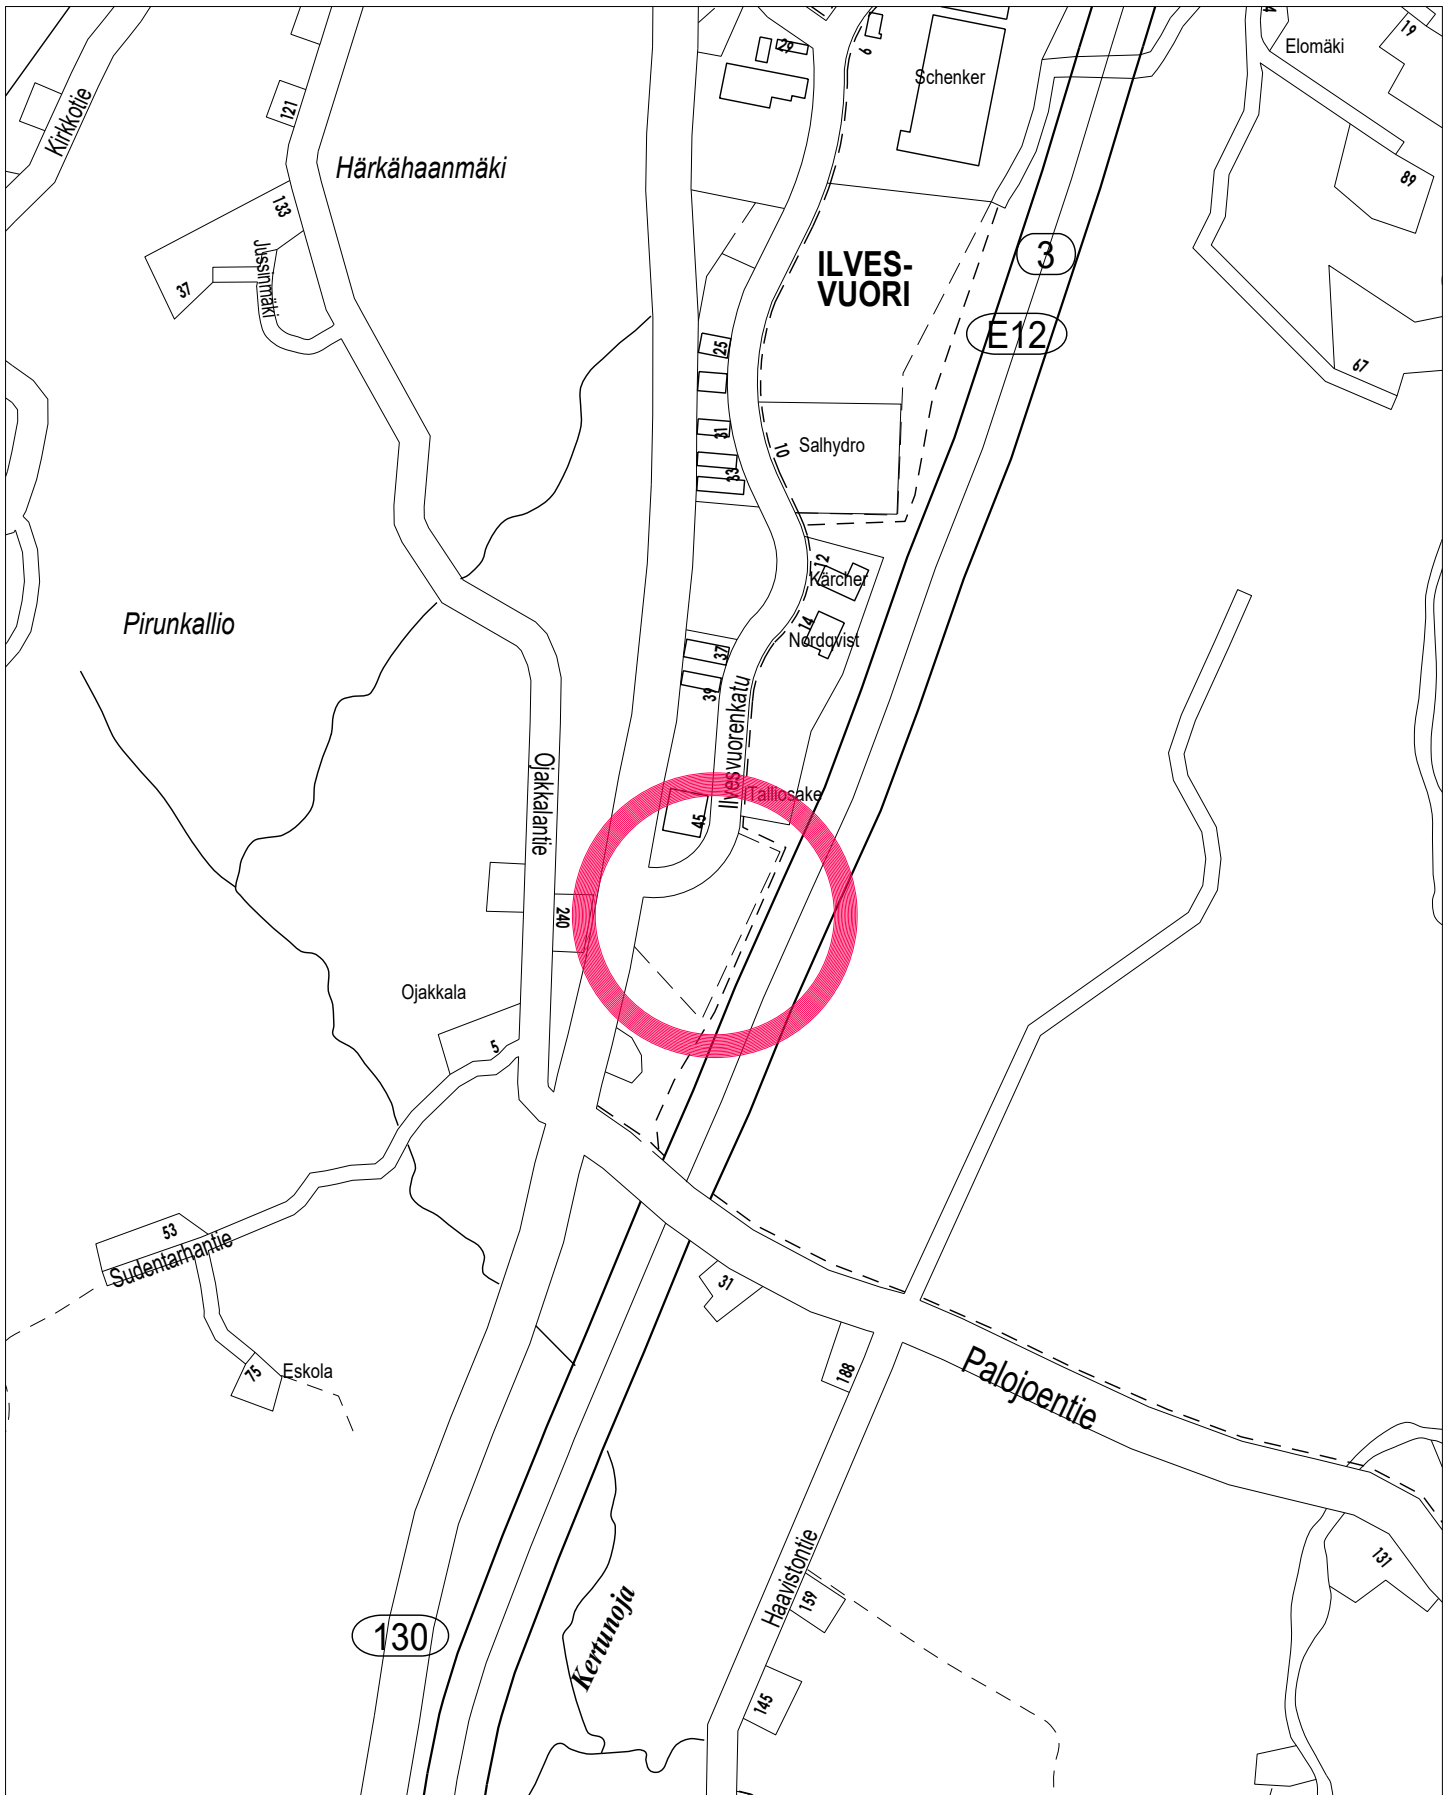 29
6
Schenker
4
Elomäki
19
Kirkkotie
121
Härkähaanmäki
89
133
Jussinmäki
37
ILVES-
VUORI
3
E12
25
67
31
10
Salhydro
33
12
Kärcher
Pirunkallio
14
Nordqvist
37
39
Ilvesvuorenkatu
Ojakkalantie
Talliosake
45
240
Ojakkala
5
53
Sudentarhantie
31
75
Eskola
188
Palojoentie
131
Haavistontie
159
Kertunoja
130
145